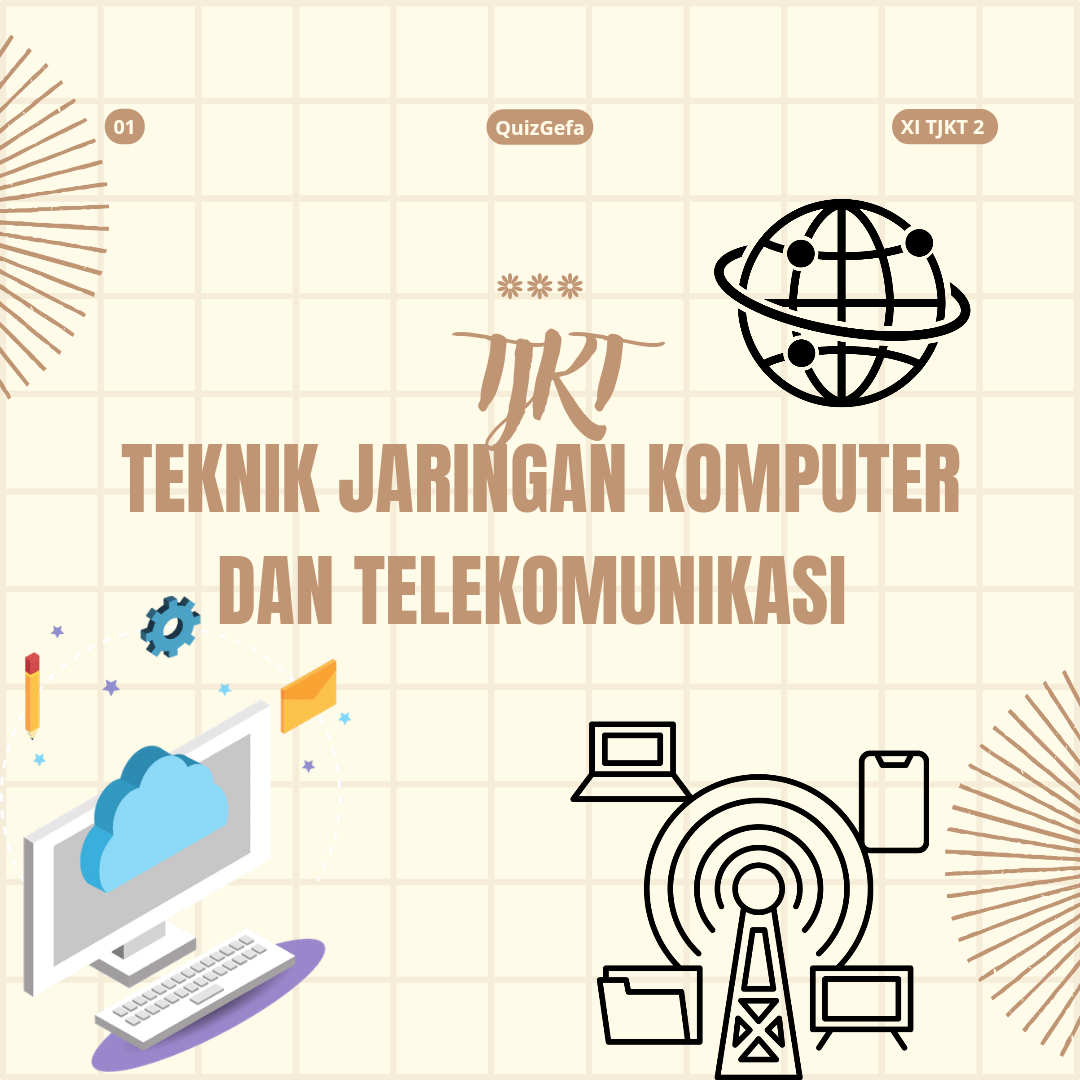 01
QuizGefa
XI TJKT 2
TJKT
TEKNIK JARINGAN KOMPUTER
DAN TELEKOMUNIKASI